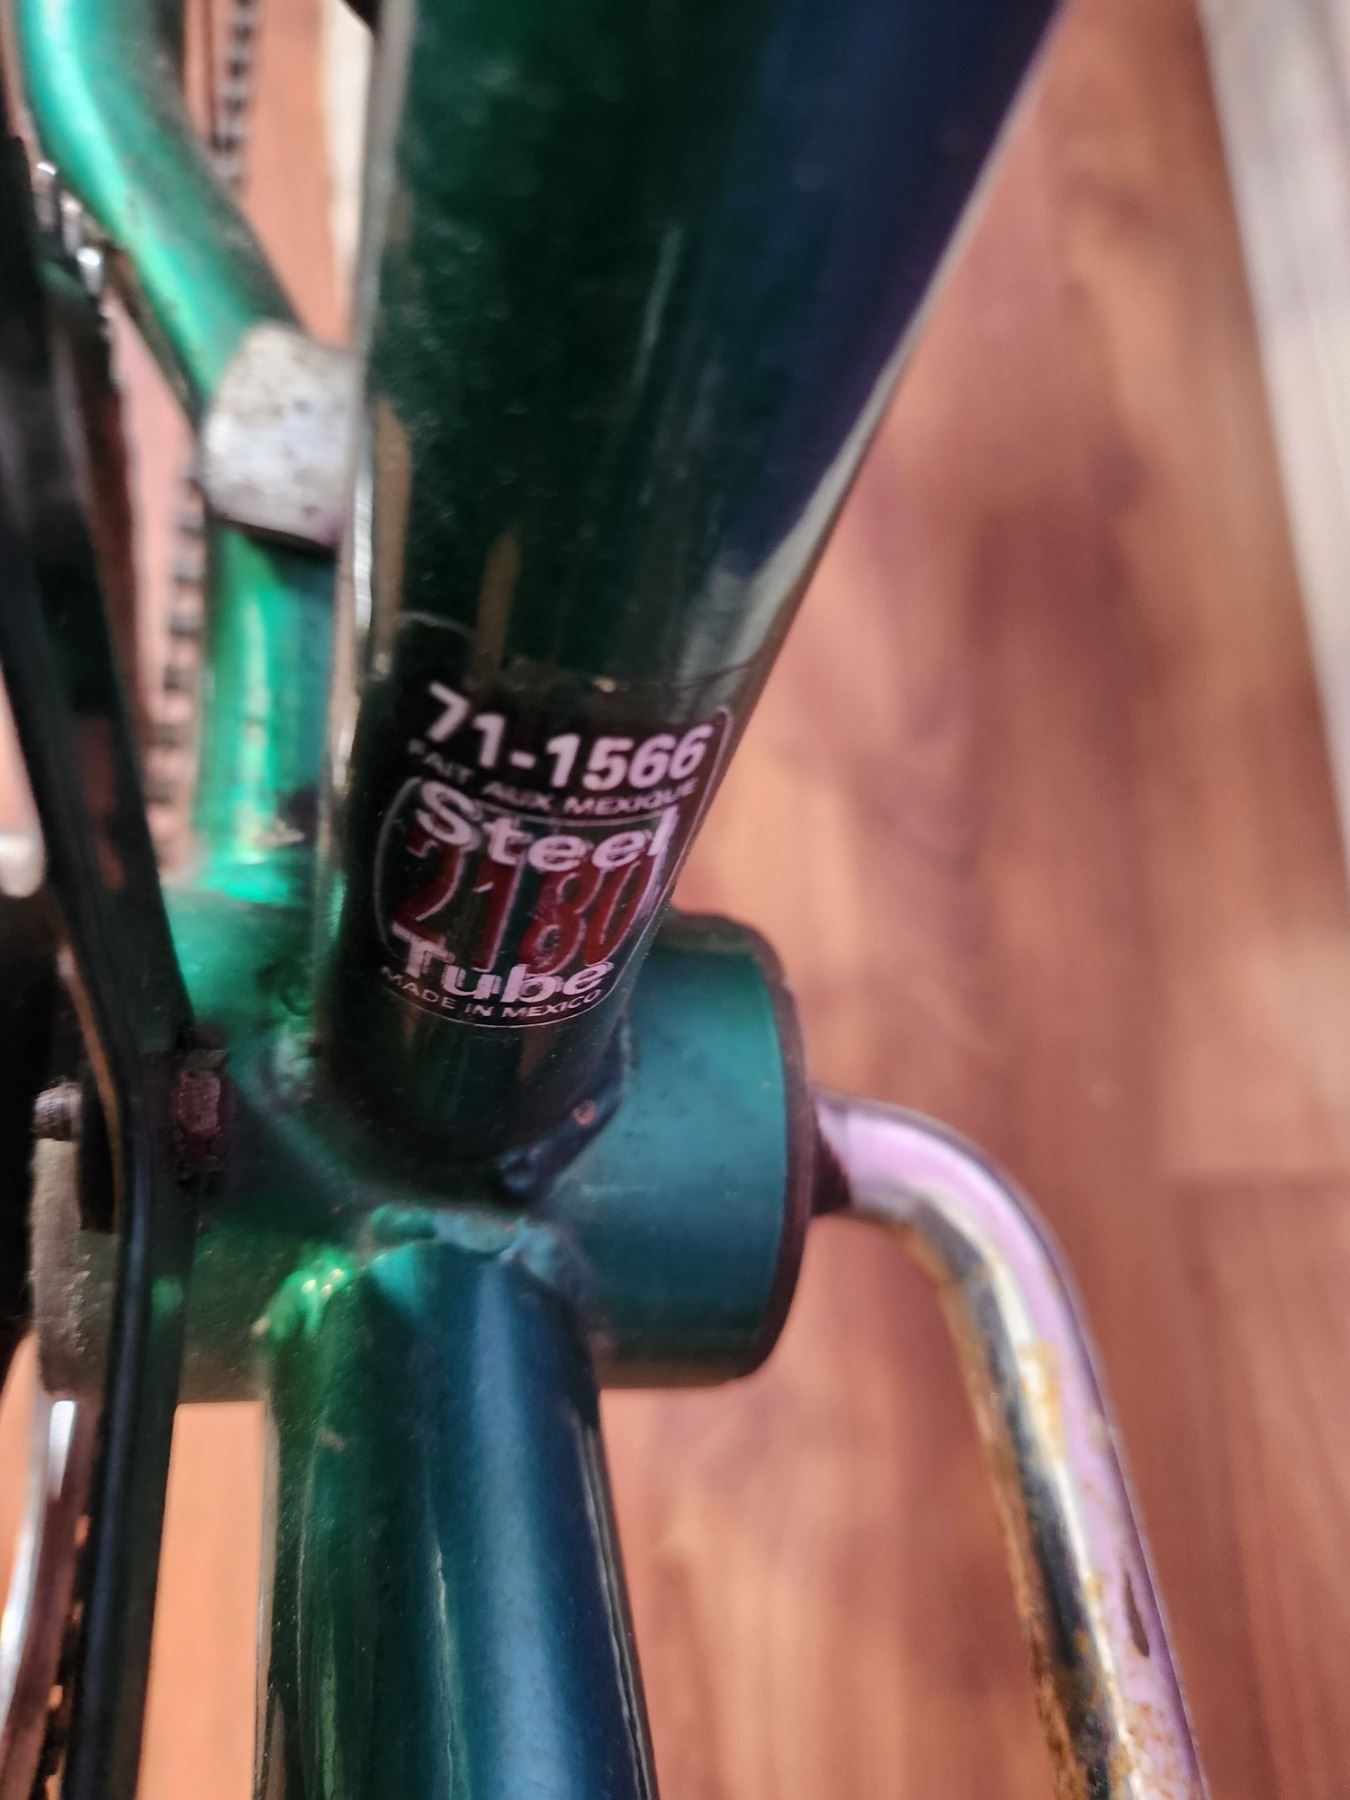 71-1566
FAIT AUX MEXIQUE
Steel
2180
Tube
MADE IN MEXICO